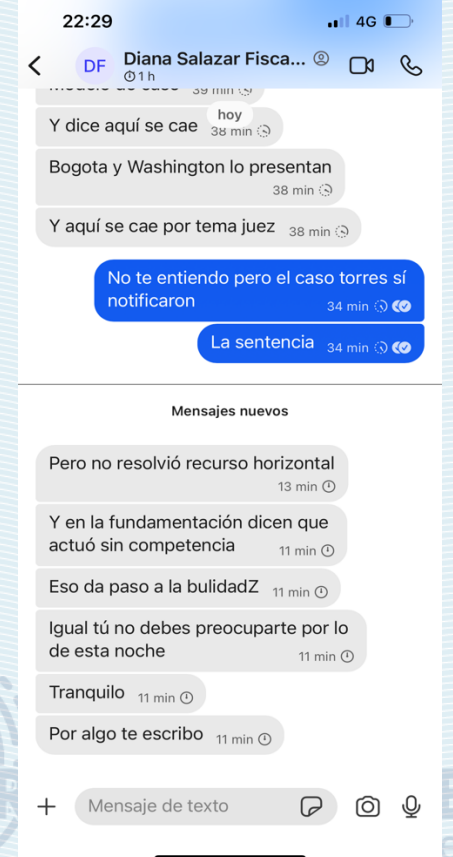 22:29
4G
DF
Diana Salazar Fisca...
1 h
39 min
hoy
Y dice aquí se cae 38 min
Bogota y Washington lo presentan
38 min
Y aquí se cae por tema juez 38 min
No te entiendo pero el caso torres sí
notificaron
34 min
La sentencia 34 min
Mensajes nuevos
Pero no resolvió recurso horizontal
13 min
Y en la fundamentación dicen que
actuó sin competencia 11 min
Eso da paso a la bulidadZ 11 min
Igual tú no debes preocuparte por lo
de esta noche 11 min
Tranquilo 11 min
Por algo te escribo 11 min
Mensaje de texto